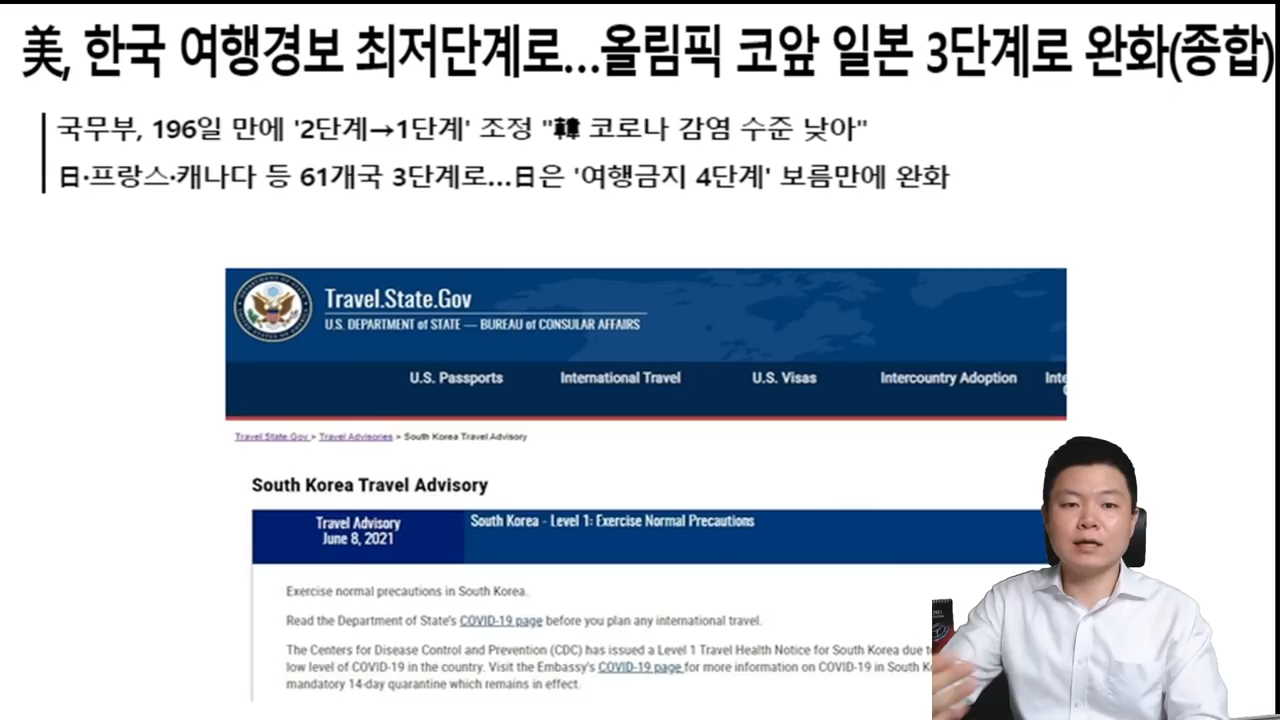 美, 한국 여행경보 최저단계로...올림픽 코앞 일본 3단계로 완화(종합)
국무부, 196일 만에 '2단계→1단계' 조정 "韓 코로나 감염 수준 낮아"
日·프랑스·캐나다 등 61개국 3단계로...日은 '여행금지 4단계' 보름만에 완화
Travel.State.Gov
U.S. DEPARTMENT of STATE — BUREAU of CONSULAR AFFAIRS
U.S. Passports International Travel U.S. Visas Intercountry Adoption Inte
Travel.State.Gov > Travel Advisories > South Korea Travel Advisory
South Korea Travel Advisory
Travel Advisory
June 8, 2021
South Korea - Level 1: Exercise Normal Precautions
Exercise normal precautions in South Korea.
Read the Department of State's COVID-19 page before you plan any international travel.
The Centers for Disease Control and Prevention (CDC) has issued a Level 1 Travel Health Notice for South Korea due
low level of COVID-19 in the country. Visit the Embassy's COVID-19 page for more information on COVID-19 in South K
mandatory 14-day quarantine which remains in effect.